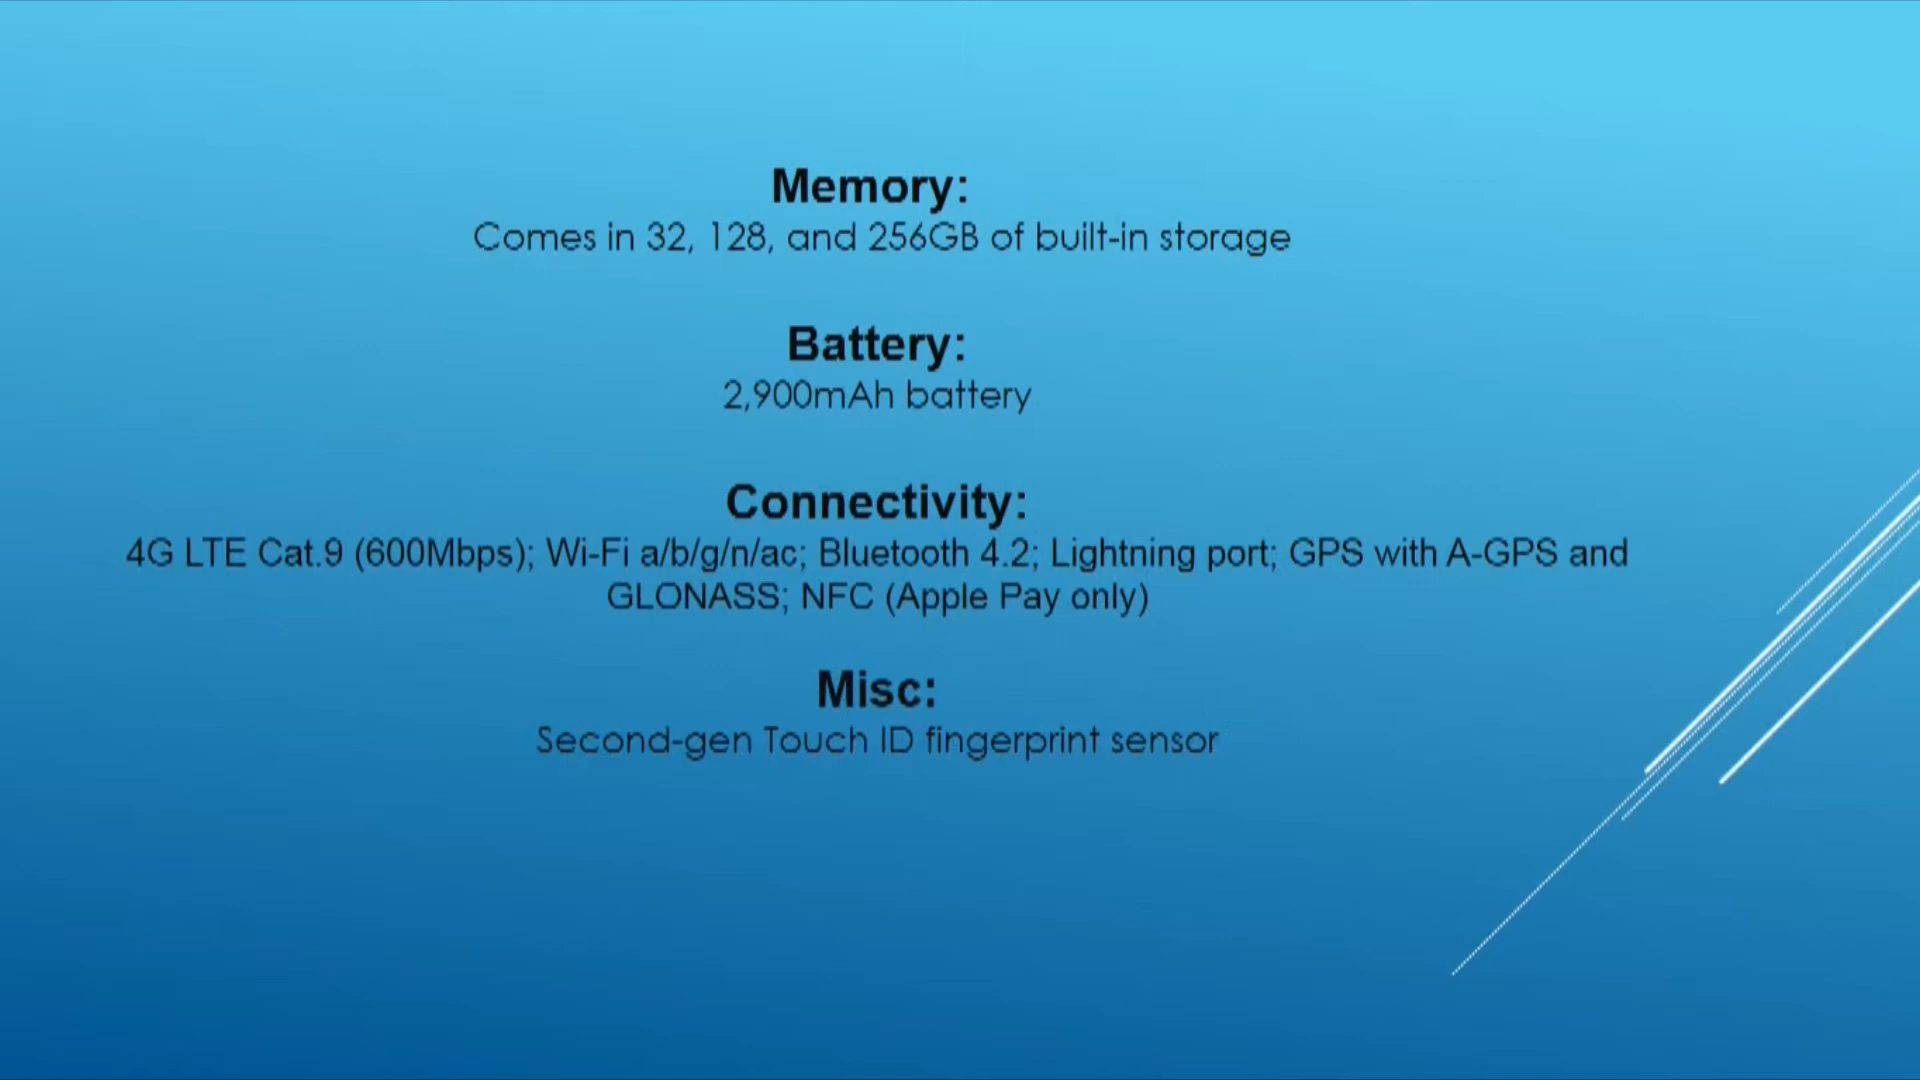 Memory:
Comes in 32, 128, and 256GB of built-in storage
Battery:
2,900mAh battery
Connectivity:
4G LTE Cat.9 (600Mbps); Wi-Fi a/b/g/n/ac; Bluetooth 4.2; Lightning port; GPS with A-GPS and
GLONASS; NFC (Apple Pay only)
Misc:
Second-gen Touch ID fingerprint sensor